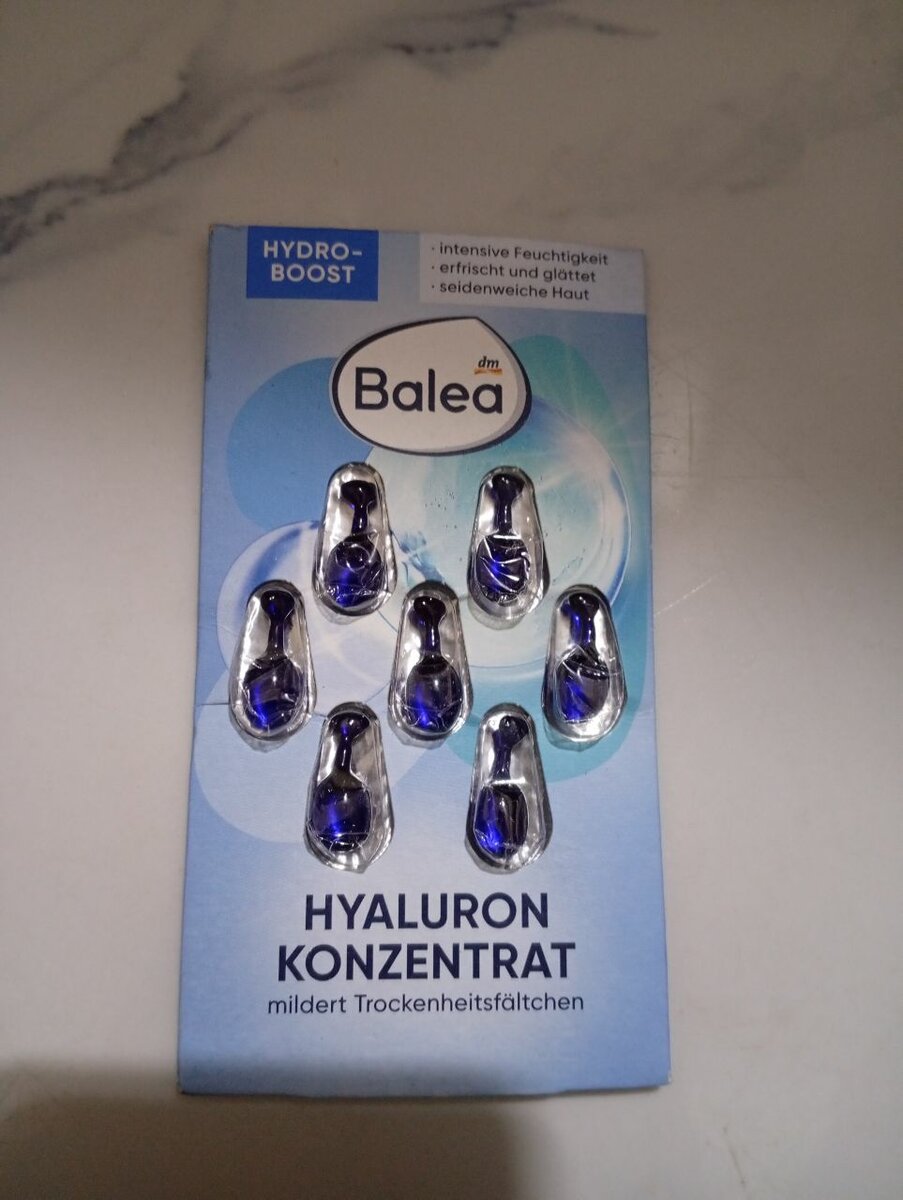 HYDRO-
BOOST
· intensive Feuchtigkeit
· erfrischt und glättet
· seidenweiche Haut
dm
Balea
HYALURON
KONZENTRAT
mildert Trockenheitsfältchen